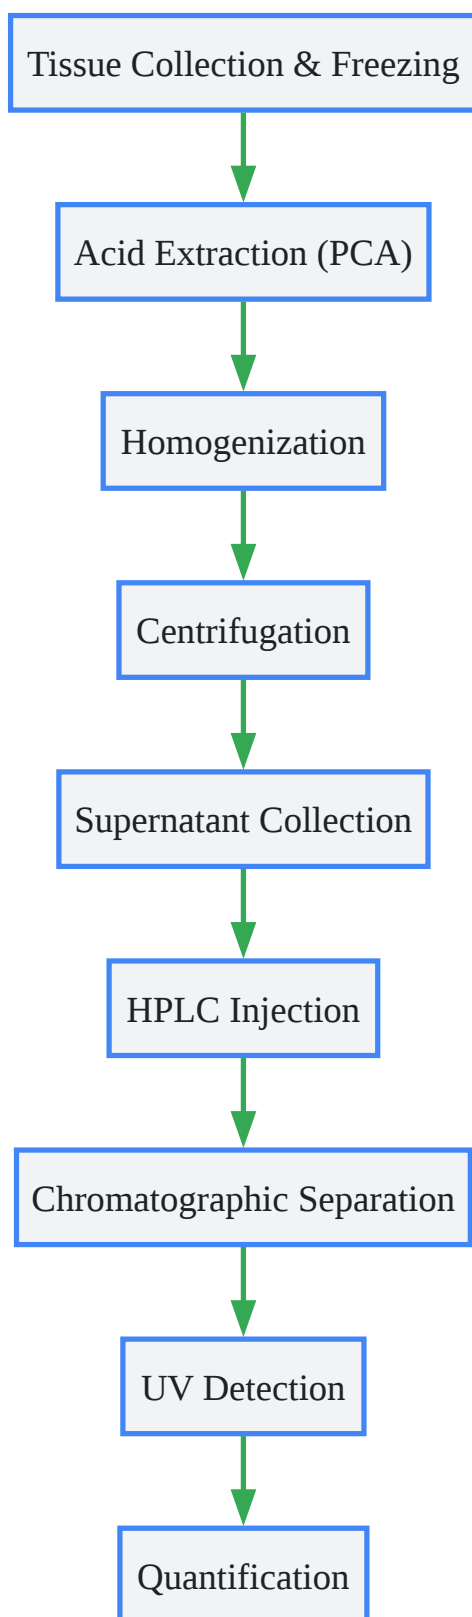 Tissue Collection & Freezing
Acid Extraction (PCA)
Homogenization
Centrifugation
Supernatant Collection
HPLC Injection
Chromatographic Separation
UV Detection
Quantification